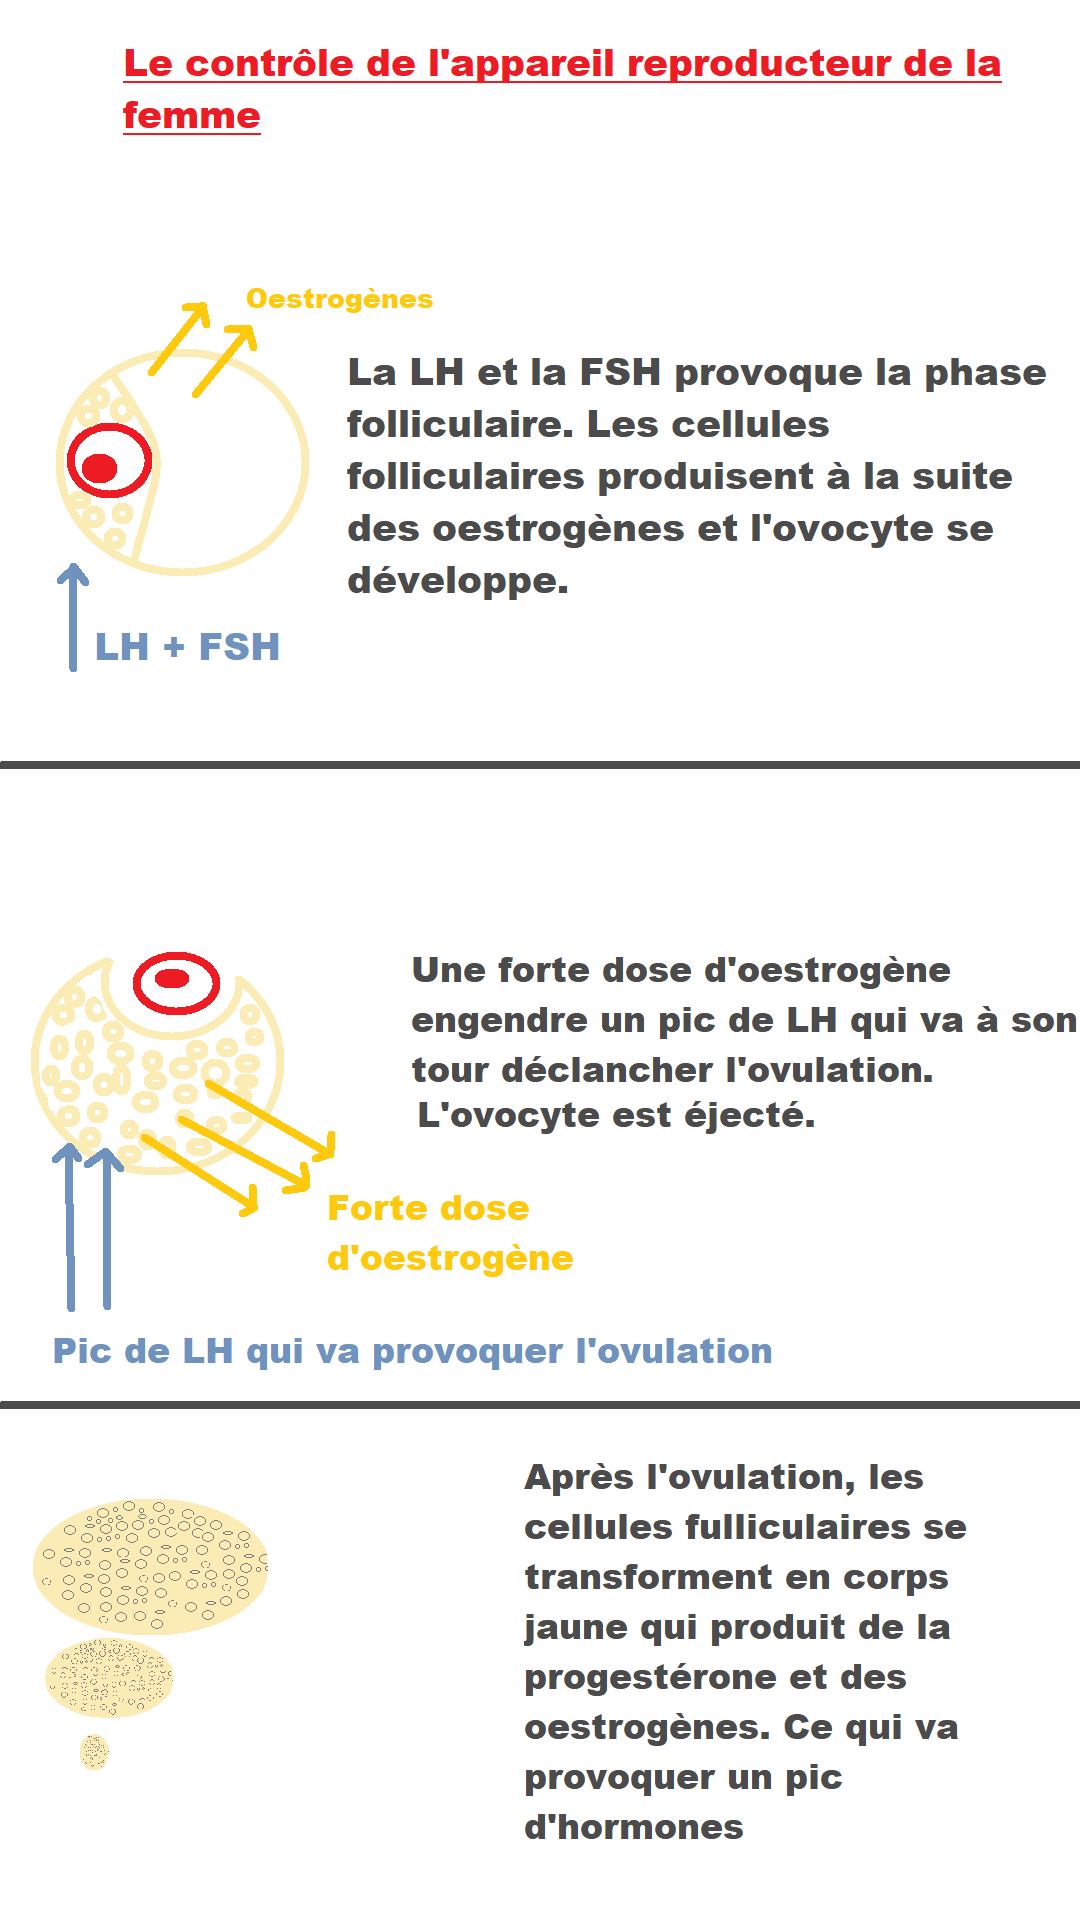 Le contrôle de l'appareil reproducteur de la
femme
Oestrogènes
La LH et la FSH provoque la phase
folliculaire. Les cellules
folliculaires produisent à la suite
des oestrogènes et l'ovocyte se
développe.
LH + FSH
Une forte dose d'oestrogène
engendre un pic de LH qui va à son
tour déclancher l'ovulation.
L'ovocyte est éjecté.
Forte dose
d'oestrogène
Pic de LH qui va provoquer l'ovulation
Après l'ovulation, les
cellules fulliculaires se
transforment en corps
jaune qui produit de la
progestérone et des
oestrogènes. Ce qui va
provoquer un pic
d'hormones